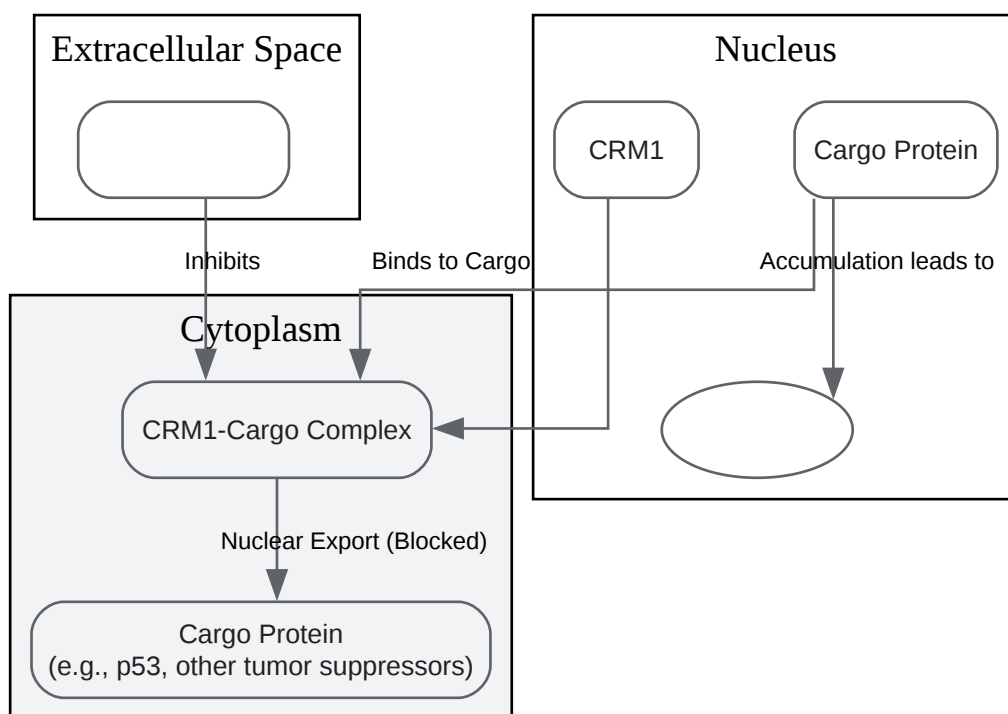 Extracellular Space
Nucleus
CRM1
Cargo Protein
Inhibits
Binds to Cargo
Accumulation leads to
Cytoplasm
CRM1-Cargo Complex
Nuclear Export (Blocked)
Cargo Protein
(e.g., p53, other tumor suppressors)